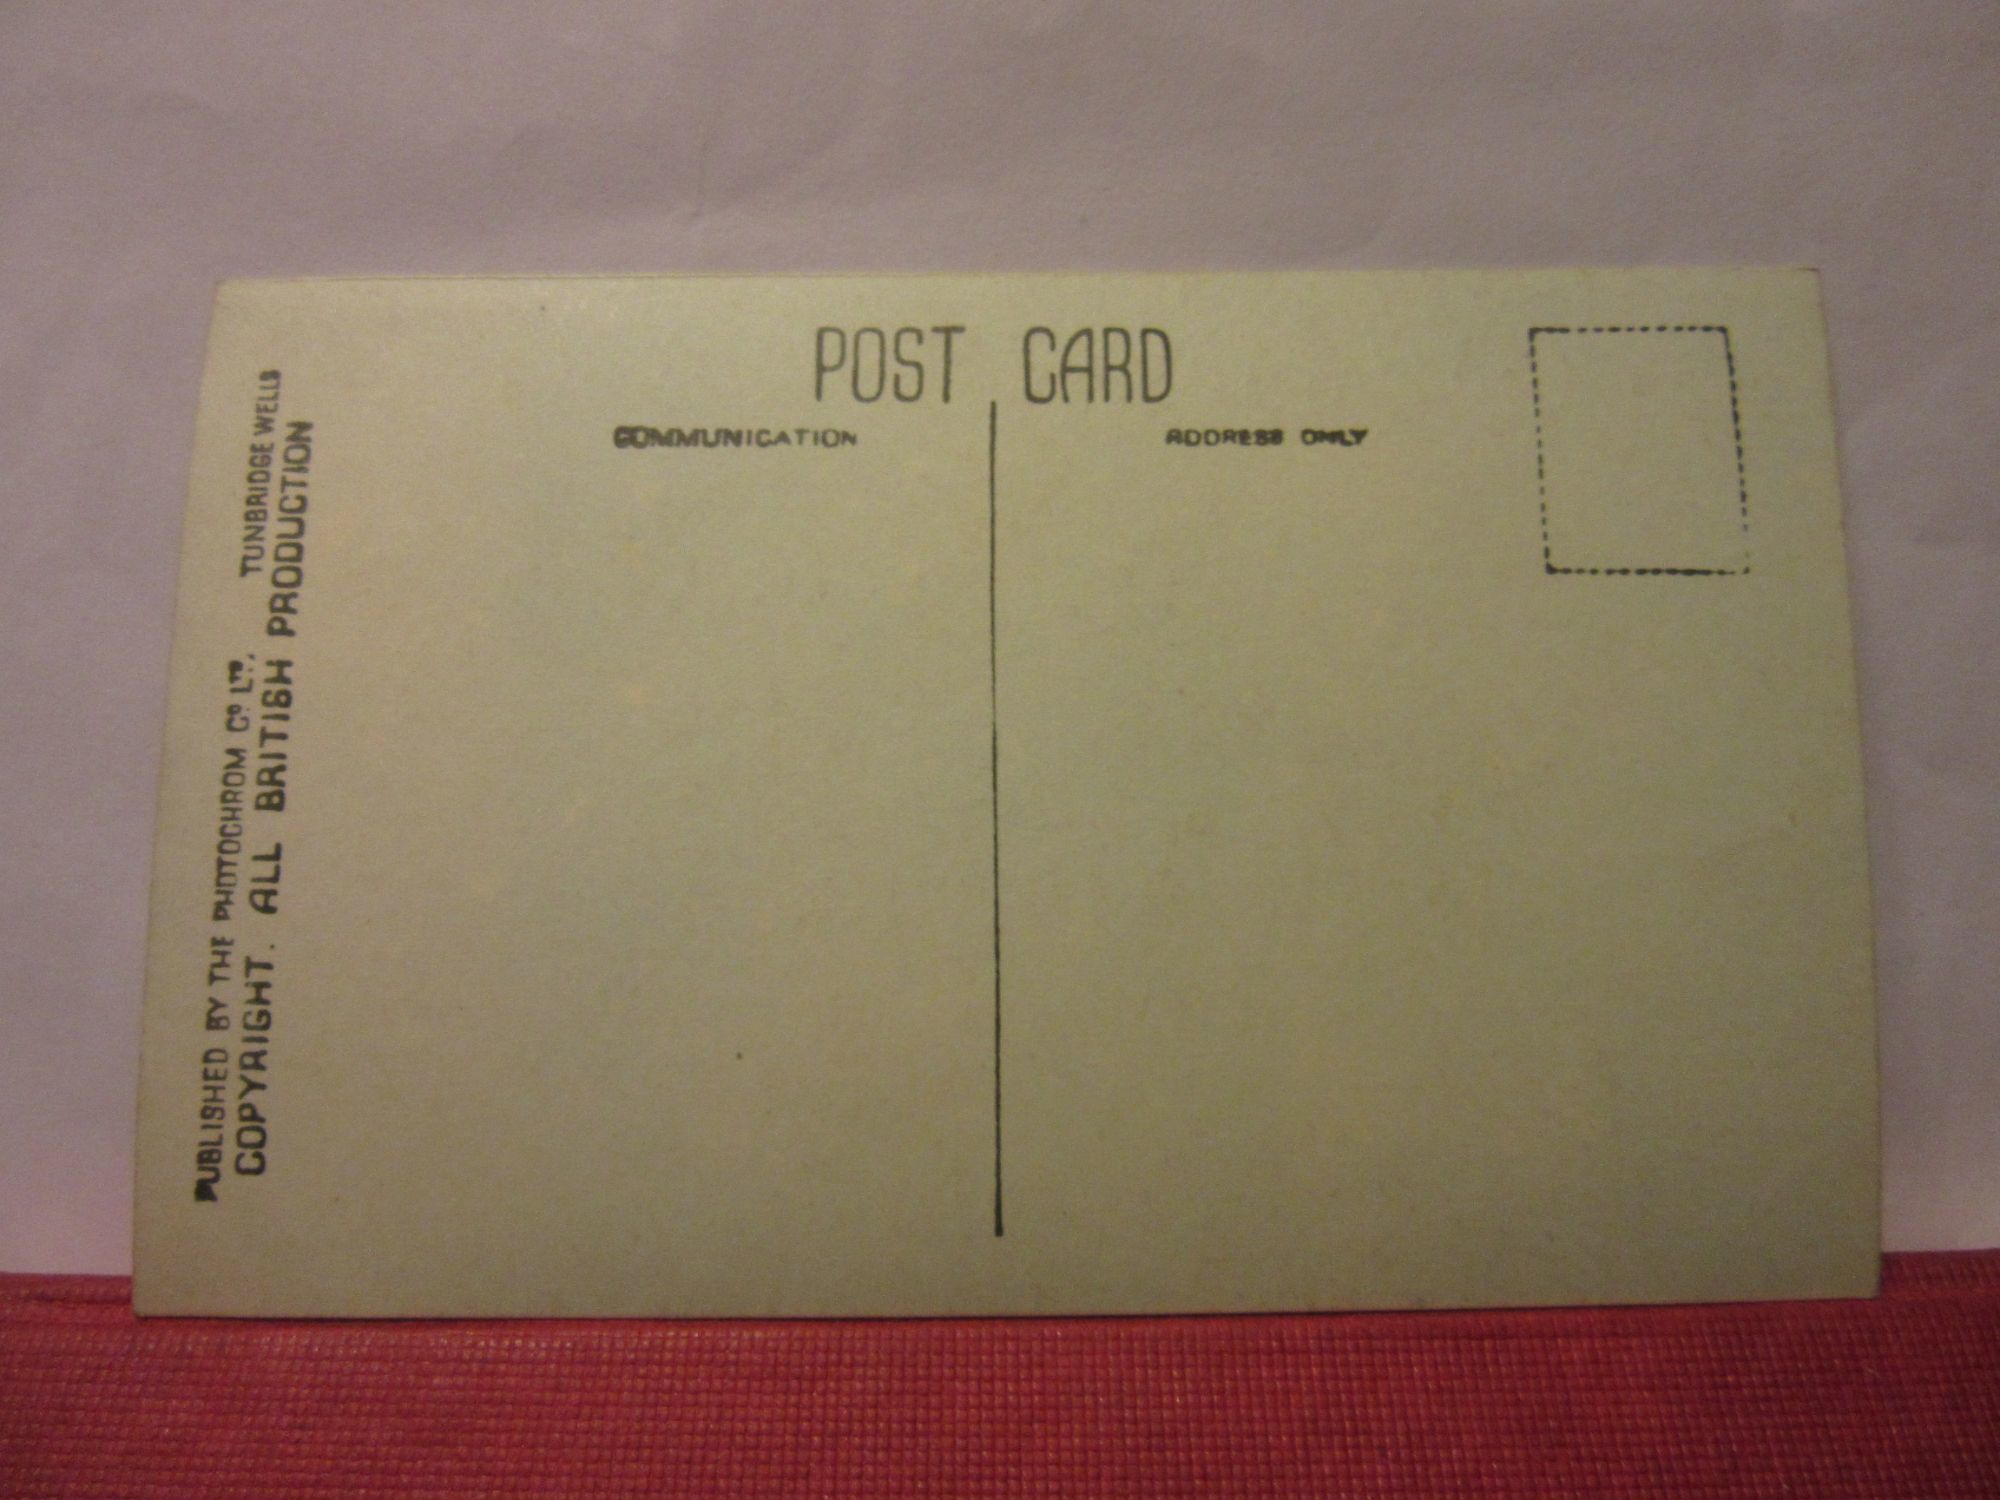 POST CARD
COMMUNICATION
ADDRESS ONLY
PUBLISHED BY THE PHOTOCHROM Cº Lᵀᴰ, TUNBRIDGE WELLS
COPYRIGHT. ALL BRITISH PRODUCTION